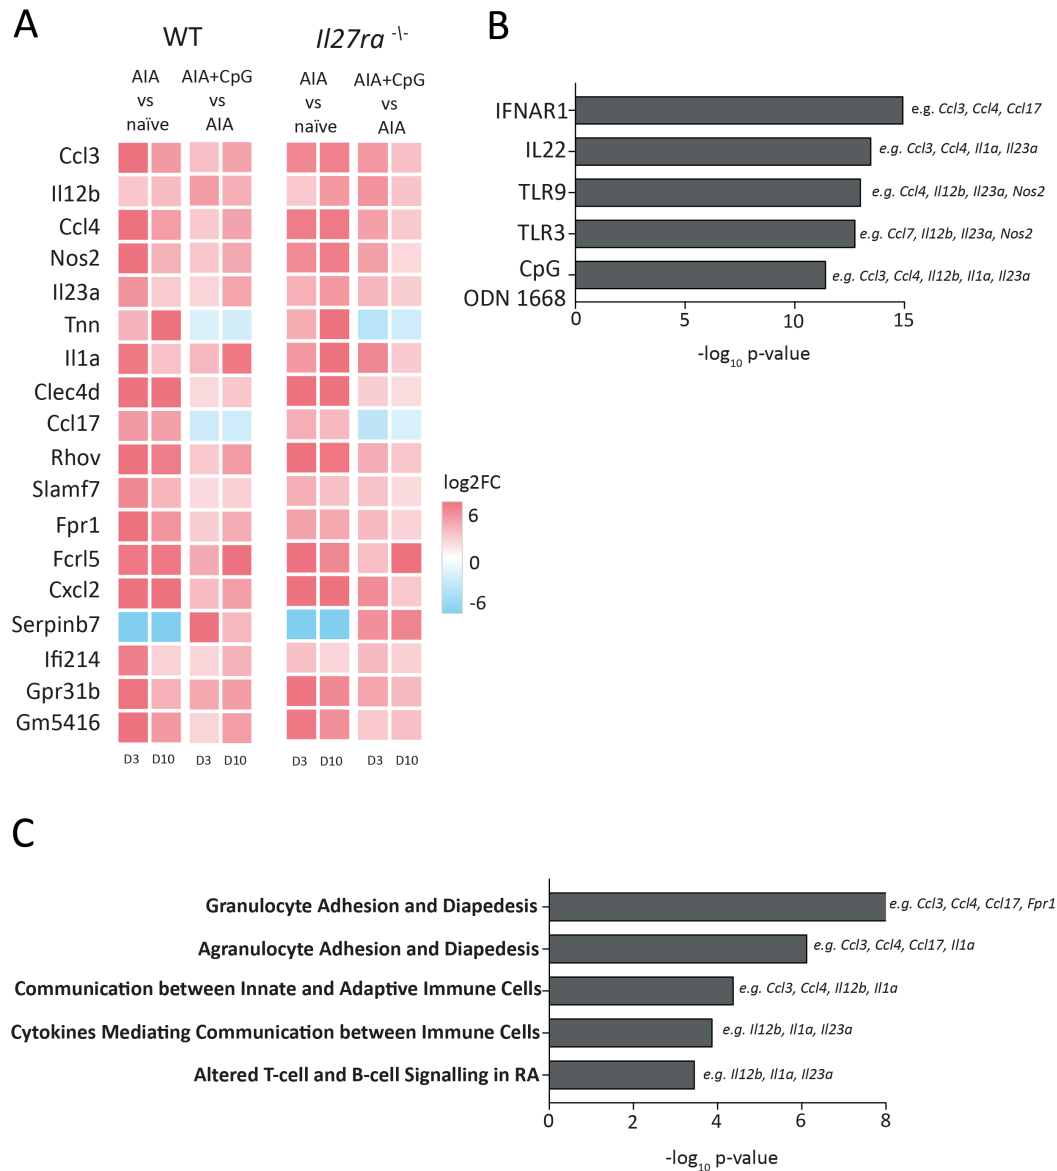 A
WT
Il27ra -\-
AIA
vs
naïve
AIA+CpG
vs
AIA
AIA
vs
naïve
AIA+CpG
vs
AIA
Ccl3
Il12b
Ccl4
Nos2
Il23a
Tnn
Il1a
Clec4d
Ccl17
Rhov
Slamf7
Fpr1
Fcrl5
Cxcl2
Serpinb7
Ifi214
Gpr31b
Gm5416
D3 D10 D3 D10 D3 D10 D3 D10
log2FC
6
0
-6
B
IFNAR1 e.g. Ccl3, Ccl4, Ccl17
IL22 e.g. Ccl3, Ccl4, Il1a, Il23a
TLR9 e.g. Ccl4, Il12b, Il23a, Nos2
TLR3 e.g. Ccl7, Il12b, Il23a, Nos2
CpG
ODN 1668 e.g. Ccl3, Ccl4, Il12b, Il1a, Il23a
0 5 10 15
-log10 p-value
C
Granulocyte Adhesion and Diapedesis e.g. Ccl3, Ccl4, Ccl17, Fpr1
Agranulocyte Adhesion and Diapedesis e.g. Ccl3, Ccl4, Ccl17, Il1a
Communication between Innate and Adaptive Immune Cells e.g. Ccl3, Ccl4, Il12b, Il1a
Cytokines Mediating Communication between Immune Cells e.g. Il12b, Il1a, Il23a
Altered T-cell and B-cell Signalling in RA e.g. Il12b, Il1a, Il23a
0 2 4 6 8
-log10 p-value